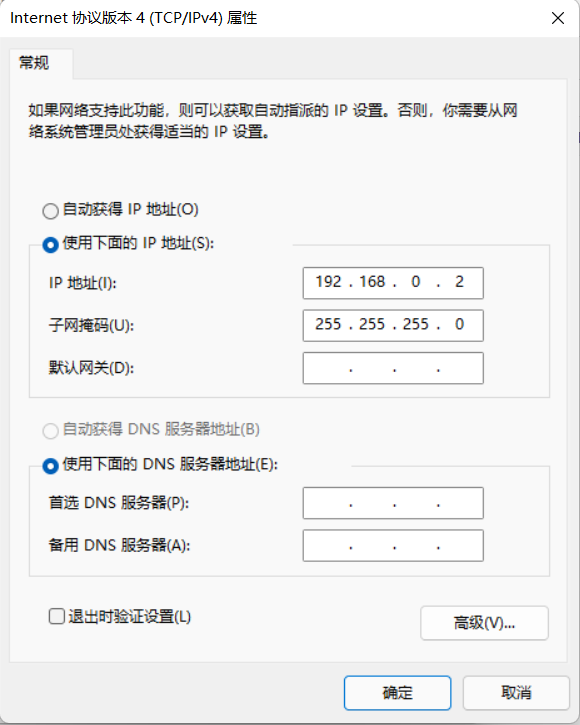 Internet 协议版本 4 (TCP/IPv4) 属性
常规
如果网络支持此功能，则可以获取自动指派的 IP 设置。否则，你需要从网
络系统管理员处获得适当的 IP 设置。
自动获得 IP 地址(O)
使用下面的 IP 地址(S):
IP 地址(I): 192 . 168 . 0 . 2
子网掩码(U): 255 . 255 . 255 . 0
默认网关(D): . . .
自动获得 DNS 服务器地址(B)
使用下面的 DNS 服务器地址(E):
首选 DNS 服务器(P): . . .
备用 DNS 服务器(A): . . .
退出时验证设置(L)
高级(V)...
确定 取消